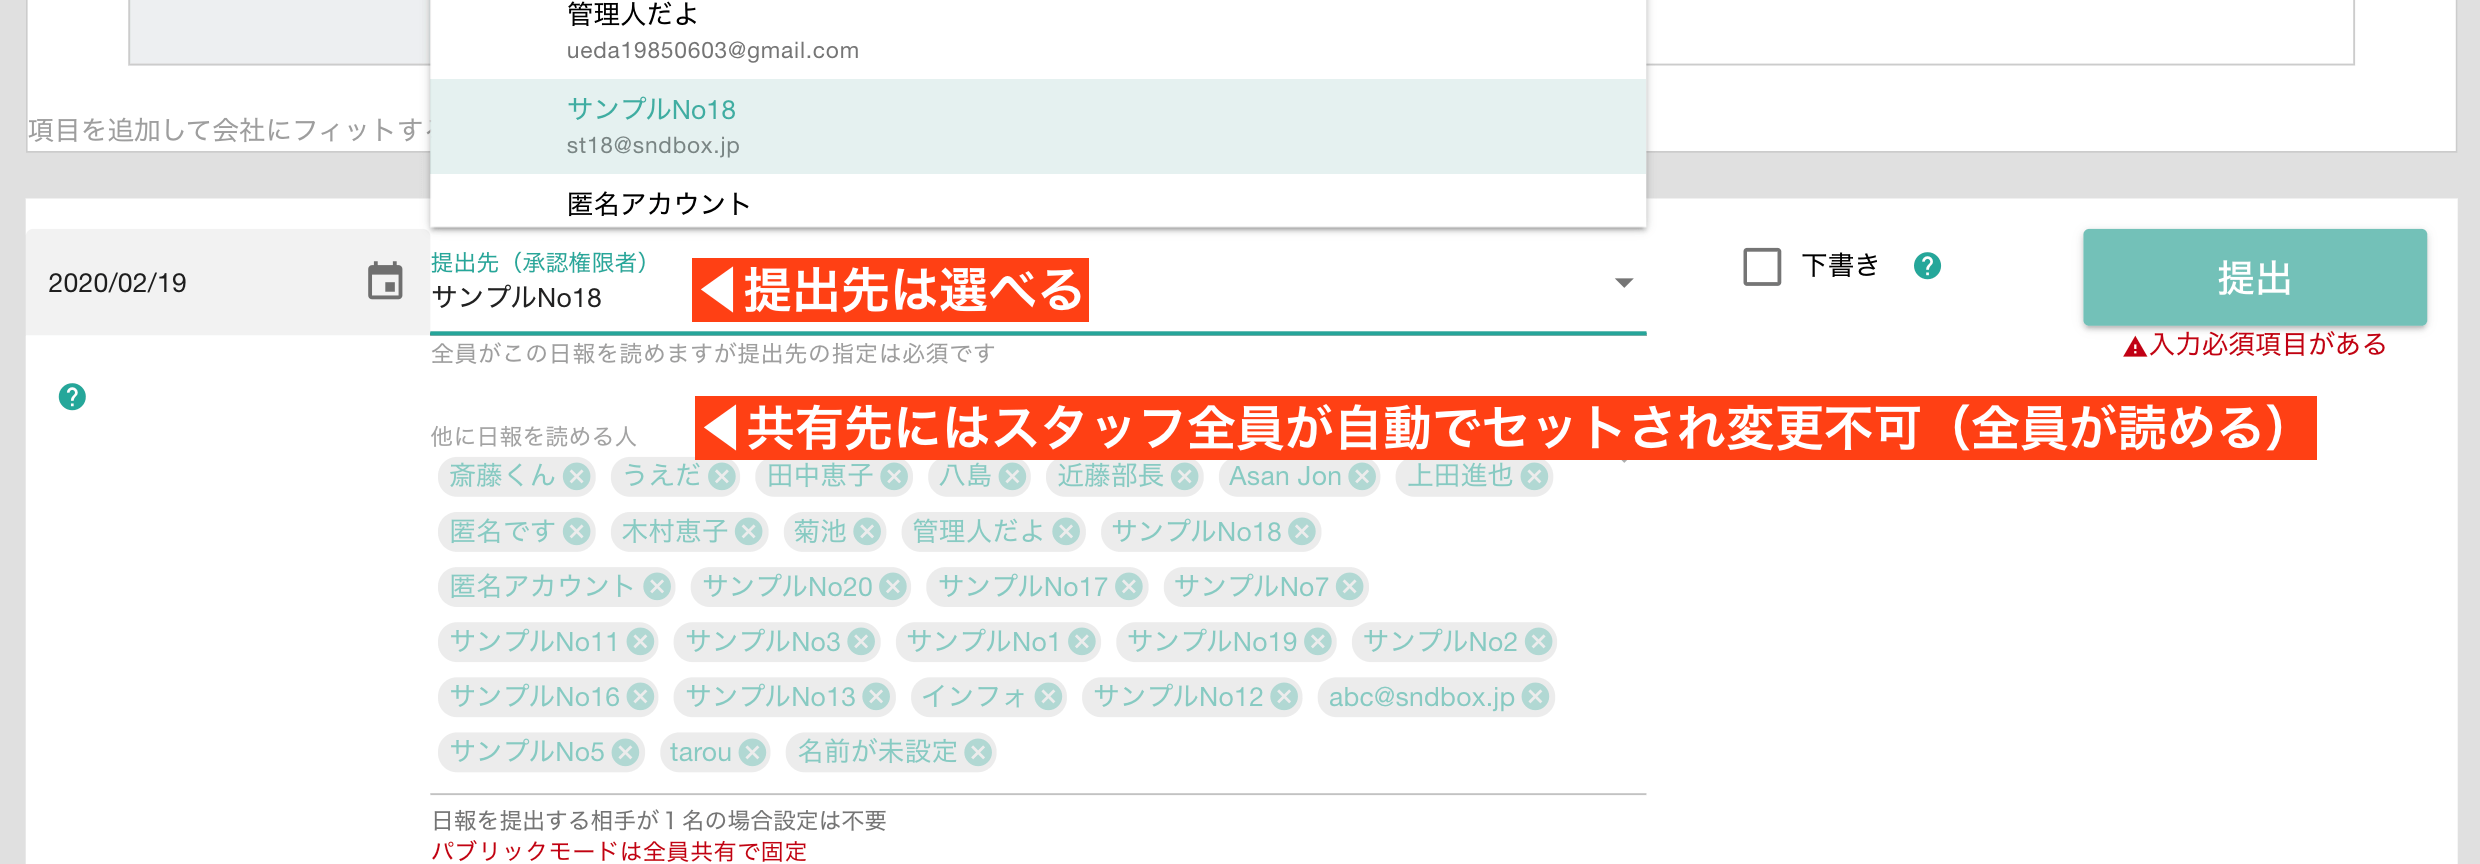 管理人だよ
ueda19850603@gmail.com
サンプルNo18
st18@sndbox.jp
項目を追加して会社にフィットす
匿名アカウント
2020/02/19
提出先（承認権限者）
サンプルNo18
◀提出先は選べる
下書き
提出
入力必須項目がある
全員がこの日報を読めますが提出先の指定は必須です
◀共有先にはスタッフ全員が自動でセットされ変更不可（全員が読める）
他に日報を読める人
斎藤くん うえだ 田中恵子 八島 近藤部長 Asan Jon 上田進也
匿名です 木村恵子 菊池 管理人だよ サンプルNo18
匿名アカウント サンプルNo20 サンプルNo17 サンプルNo7
サンプルNo11 サンプルNo3 サンプルNo1 サンプルNo19 サンプルNo2
サンプルNo16 サンプルNo13 インフォ サンプルNo12 abc@sndbox.jp
サンプルNo5 tarou 名前が未設定
日報を提出する相手が１名の場合設定は不要
パブリックモードは全員共有で固定